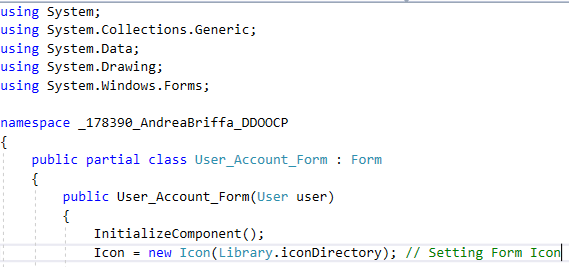 using System;
using System.Collections.Generic;
using System.Data;
using System.Drawing;
using System.Windows.Forms;
namespace _178390_AndreaBriffa_DDOOCP
{
public partial class User_Account_Form : Form
{
public User_Account_Form(User user)
{
InitializeComponent();
Icon = new Icon(Library.iconDirectory); // Setting Form Icon